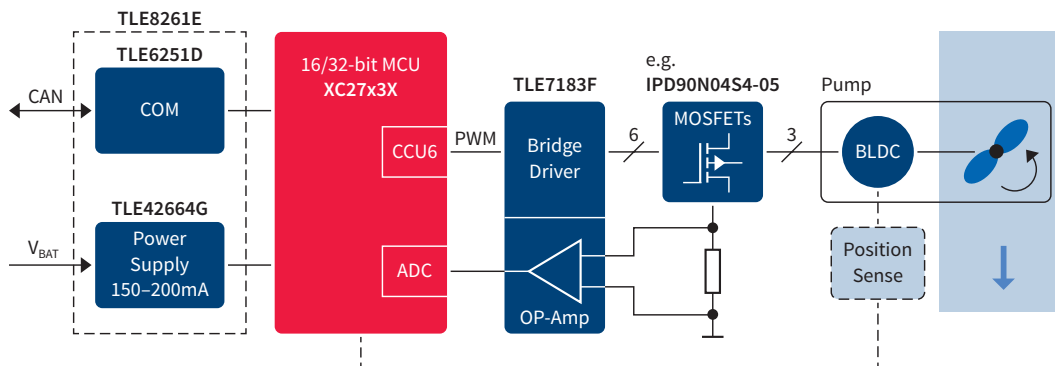 TLE8261E
TLE6251D
CAN
COM
TLE42664G
V_BAT
Power
Supply
150–200mA
16/32-bit MCU
XC27x3X
CCU6
PWM
ADC
TLE7183F
Bridge
Driver
OP-Amp
6
e.g.
IPD90N04S4-05
MOSFETs
3
Pump
BLDC
Position
Sense